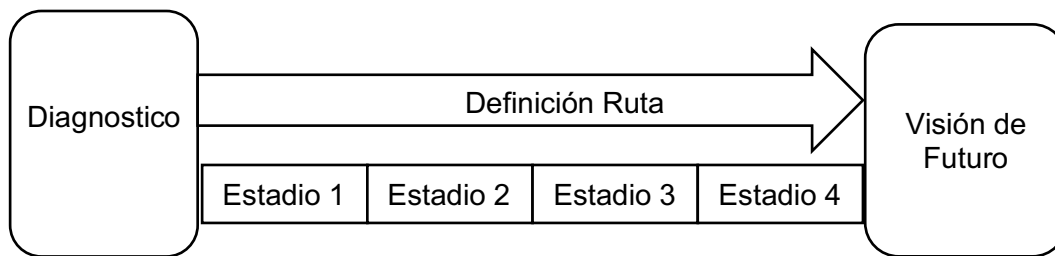 Diagnostico
Definición Ruta
Visión de
Futuro
Estadio 1
Estadio 2
Estadio 3
Estadio 4